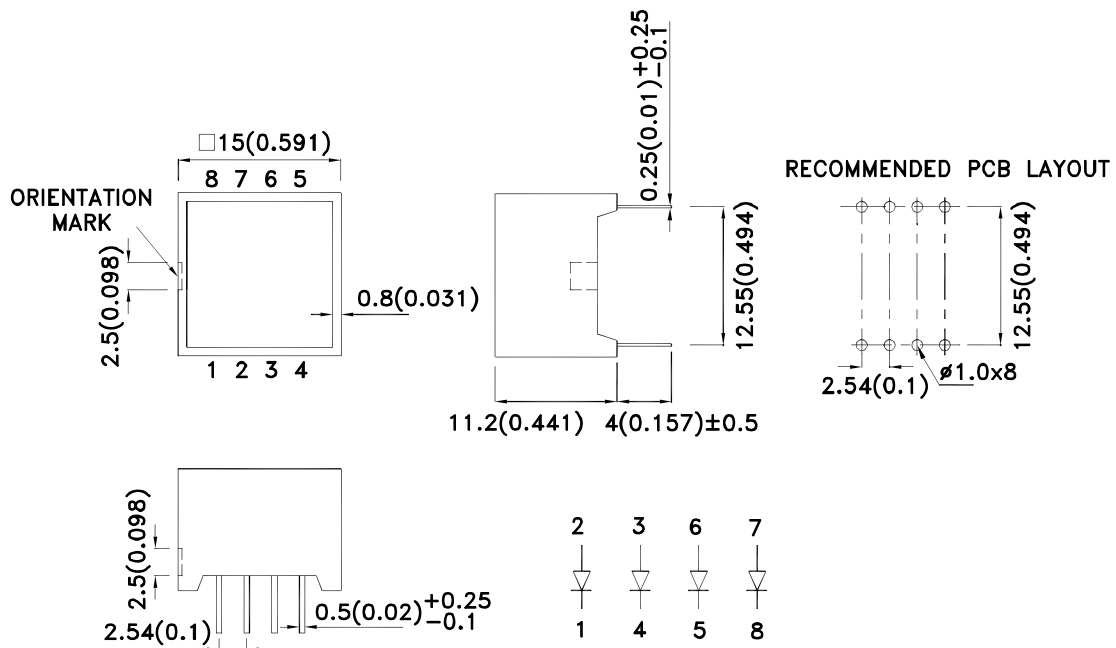 □15(0.591)
8 7 6 5
ORIENTATION
MARK
2.5(0.098)
0.8(0.031)
1 2 3 4
0.25(0.01)+0.25
-0.1
12.55(0.494)
11.2(0.441) 4(0.157)±0.5
RECOMMENDED PCB LAYOUT
12.55(0.494)
2.54(0.1)
ø1.0x8
2.5(0.098)
2.54(0.1)
0.5(0.02)+0.25
-0.1
2 3 6 7
1 4 5 8